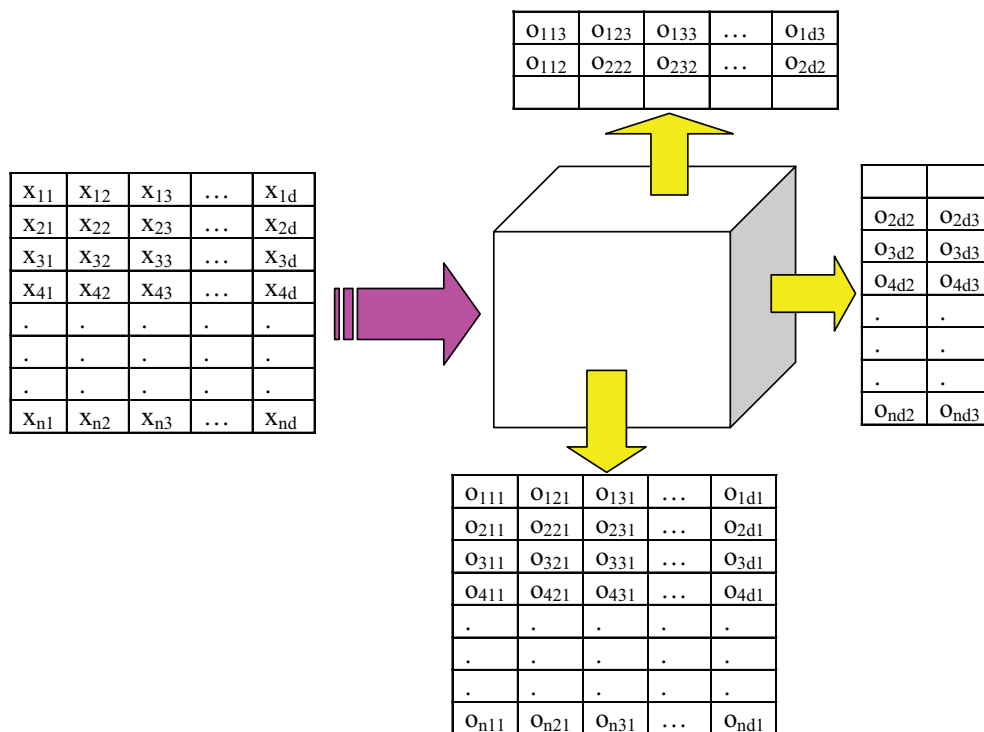 o₁₁₃ o₁₂₃ o₁₃₃ … o₁d₃
o₁₁₂ o₂₂₂ o₂₃₂ … o₂d₂
x₁₁ x₁₂ x₁₃ … x₁d
x₂₁ x₂₂ x₂₃ … x₂d
x₃₁ x₃₂ x₃₃ … x₃d
x₄₁ x₄₂ x₄₃ … x₄d
. . . . .
. . . . .
. . . . .
xn₁ xn₂ xn₃ … xnd
o₂d₂ o₂d₃
o₃d₂ o₃d₃
o₄d₂ o₄d₃
. .
. .
. .
ond₂ ond₃
o₁₁₁ o₁₂₁ o₁₃₁ … o₁d₁
o₂₁₁ o₂₂₁ o₂₃₁ … o₂d₁
o₃₁₁ o₃₂₁ o₃₃₁ … o₃d₁
o₄₁₁ o₄₂₁ o₄₃₁ … o₄d₁
. . . . .
. . . . .
. . . . .
on₁₁ on₂₁ on₃₁ … ond₁